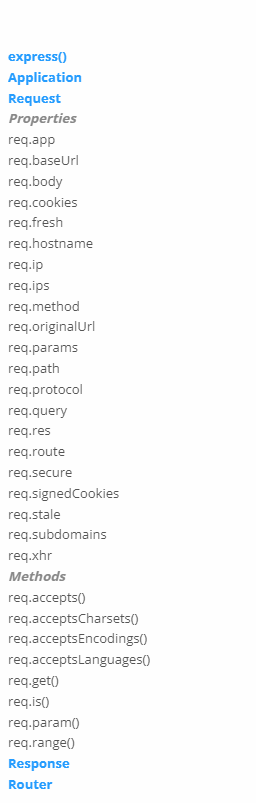 express()
Application
Request
Properties
req.app
req.baseUrl
req.body
req.cookies
req.fresh
req.hostname
req.ip
req.ips
req.method
req.originalUrl
req.params
req.path
req.protocol
req.query
req.res
req.route
req.secure
req.signedCookies
req.stale
req.subdomains
req.xhr
Methods
req.accepts()
req.acceptsCharsets()
req.acceptsEncodings()
req.acceptsLanguages()
req.get()
req.is()
req.param()
req.range()
Response
Router